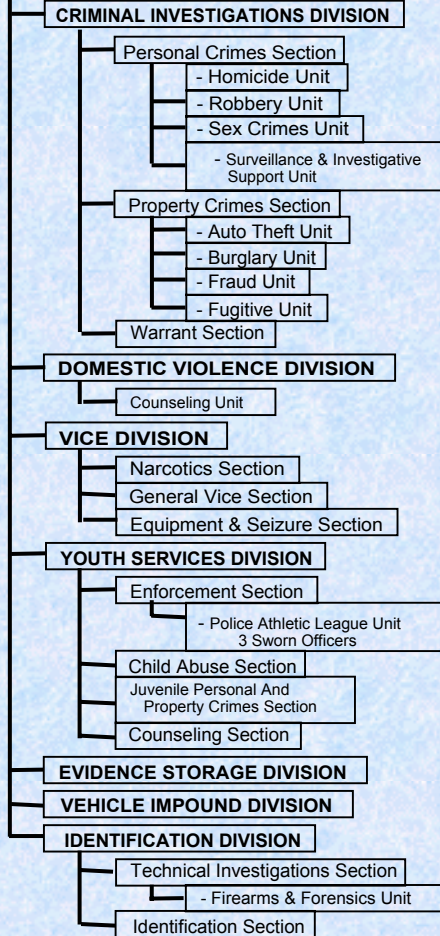 CRIMINAL INVESTIGATIONS DIVISION
Personal Crimes Section
- Homicide Unit
- Robbery Unit
- Sex Crimes Unit
- Surveillance & Investigative
Support Unit
Property Crimes Section
- Auto Theft Unit
- Burglary Unit
- Fraud Unit
- Fugitive Unit
Warrant Section
DOMESTIC VIOLENCE DIVISION
Counseling Unit
VICE DIVISION
Narcotics Section
General Vice Section
Equipment & Seizure Section
YOUTH SERVICES DIVISION
Enforcement Section
- Police Athletic League Unit
3 Sworn Officers
Child Abuse Section
Juvenile Personal And
Property Crimes Section
Counseling Section
EVIDENCE STORAGE DIVISION
VEHICLE IMPOUND DIVISION
IDENTIFICATION DIVISION
Technical Investigations Section
- Firearms & Forensics Unit
Identification Section